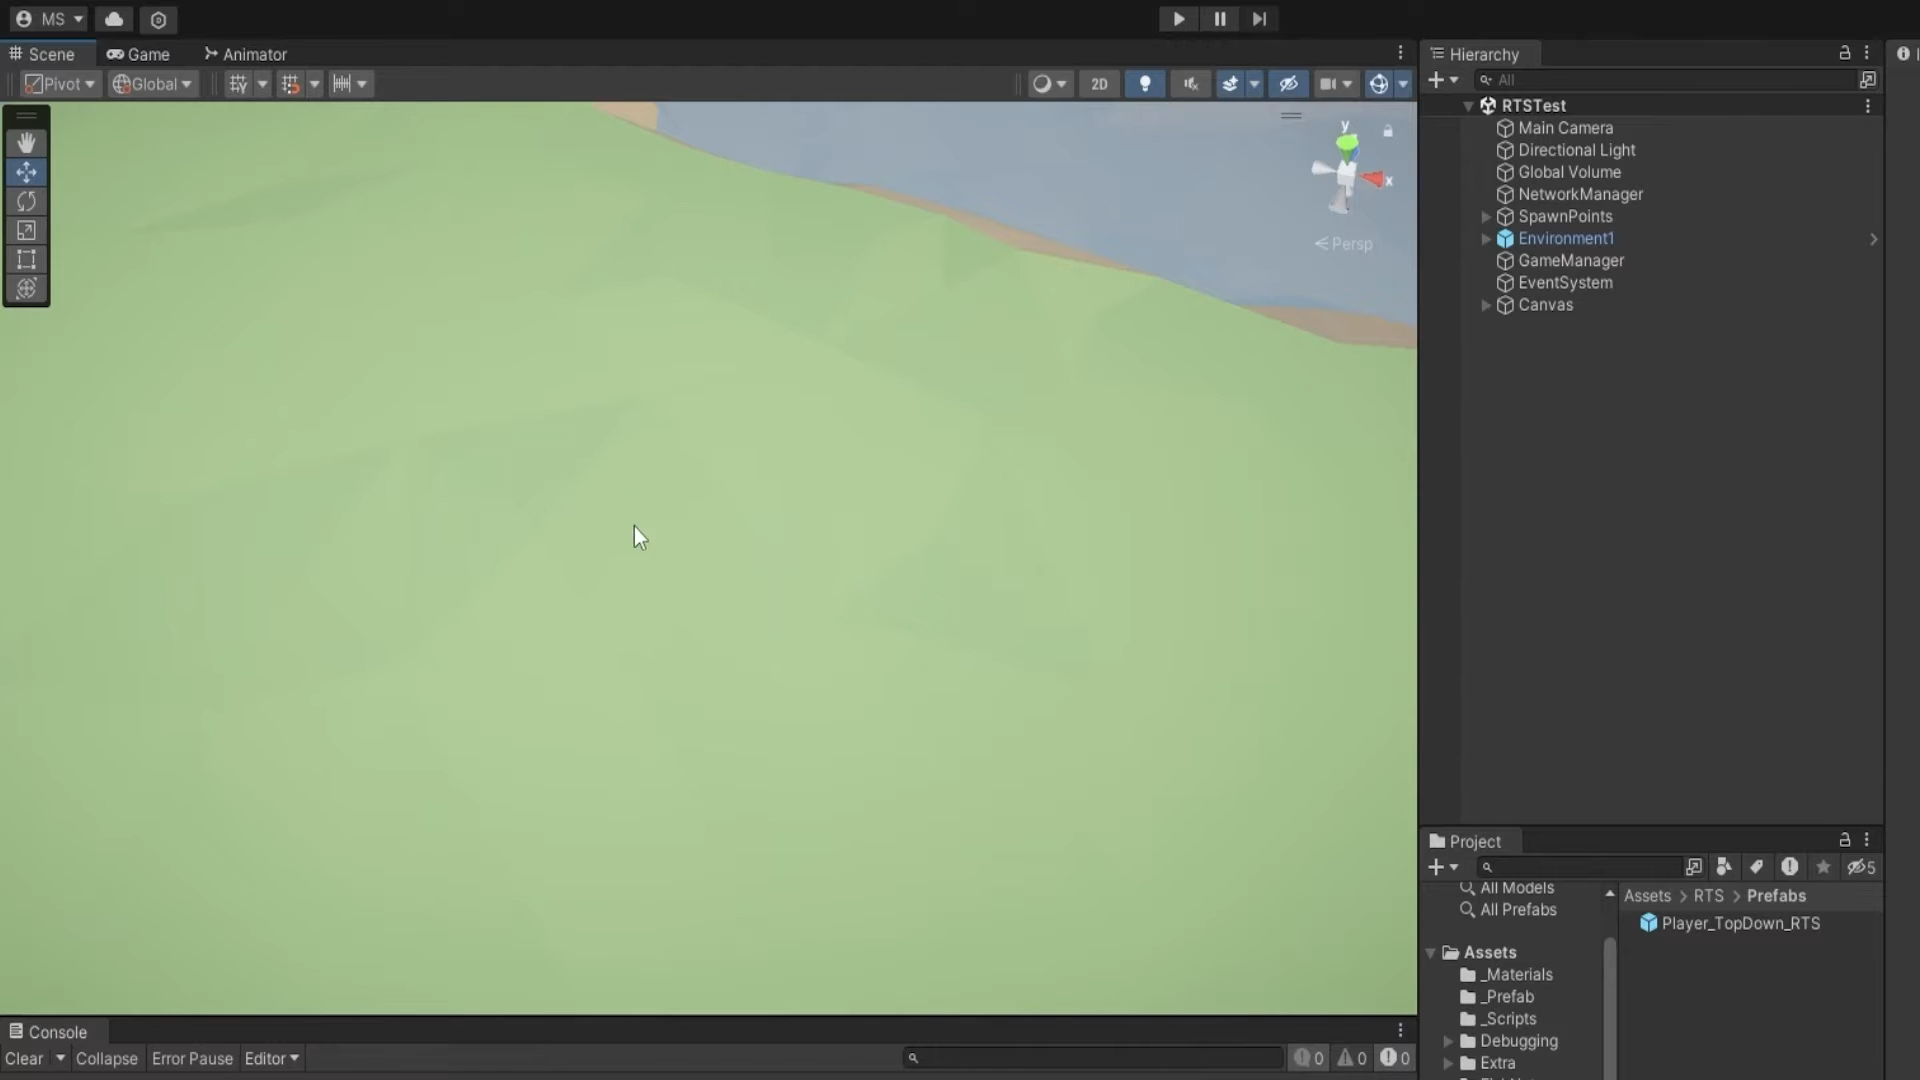 MS
Scene
Game
Animator
Pivot
Global
2D
y
x
Persp
Hierarchy
All
RTSTest
Main Camera
Directional Light
Global Volume
NetworkManager
SpawnPoints
Environment1
GameManager
EventSystem
Canvas
Project
5
All Models
All Prefabs
Assets
_Materials
_Prefab
_Scripts
Debugging
Extra
Assets > RTS > Prefabs
Player_TopDown_RTS
Console
Clear
Collapse
Error Pause
Editor
0
0
0